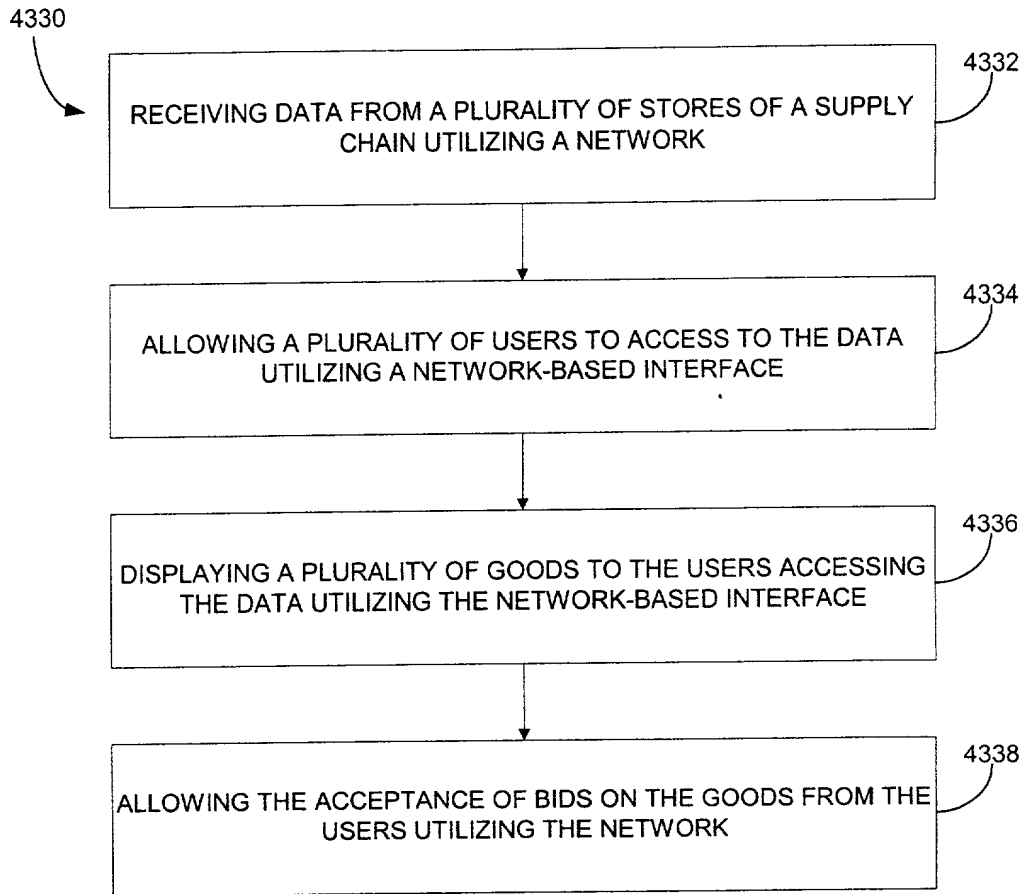 4330
4332
RECEIVING DATA FROM A PLURALITY OF STORES OF A SUPPLY
CHAIN UTILIZING A NETWORK
4334
ALLOWING A PLURALITY OF USERS TO ACCESS TO THE DATA
UTILIZING A NETWORK-BASED INTERFACE
4336
DISPLAYING A PLURALITY OF GOODS TO THE USERS ACCESSING
THE DATA UTILIZING THE NETWORK-BASED INTERFACE
4338
ALLOWING THE ACCEPTANCE OF BIDS ON THE GOODS FROM THE
USERS UTILIZING THE NETWORK